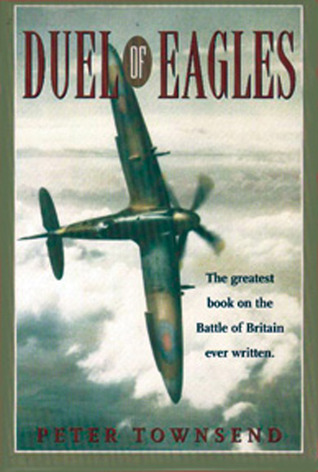 DUEL OF EAGLES
The greatest
book on the
Battle of Britain
ever written.
PETER TOWNSEND